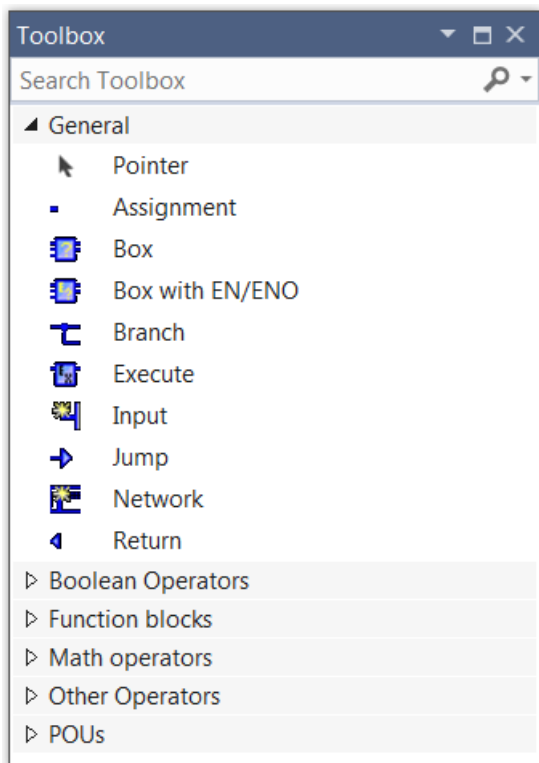 Toolbox
Search Toolbox
General
Pointer
Assignment
Box
Box with EN/ENO
Branch
Execute
Input
Jump
Network
Return
Boolean Operators
Function blocks
Math operators
Other Operators
POUs